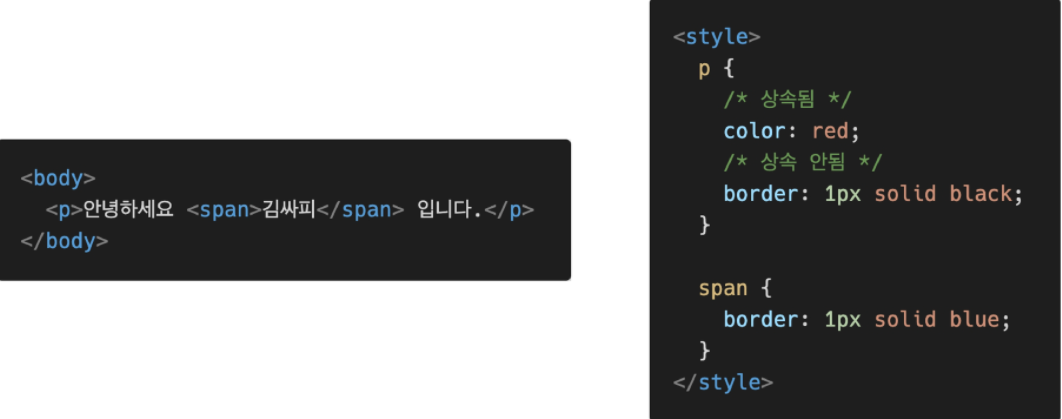 <body>
  <p>안녕하세요 <span>김싸피</span> 입니다.</p>
</body>
<style>
  p {
    /* 상속됨 */
    color: red;
    /* 상속 안됨 */
    border: 1px solid black;
  }

  span {
    border: 1px solid blue;
  }
</style>